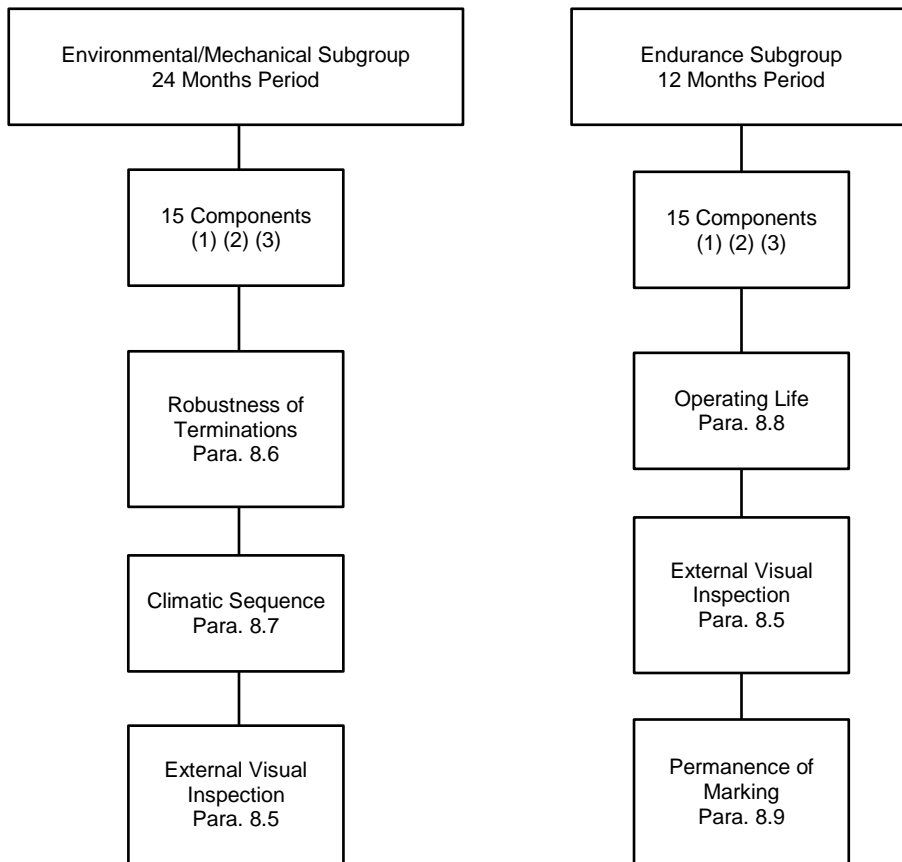 Environmental/Mechanical Subgroup
24 Months Period
15 Components
(1) (2) (3)
Robustness of
Terminations
Para. 8.6
Climatic Sequence
Para. 8.7
External Visual
Inspection
Para. 8.5
Endurance Subgroup
12 Months Period
15 Components
(1) (2) (3)
Operating Life
Para. 8.8
External Visual
Inspection
Para. 8.5
Permanence of
Marking
Para. 8.9